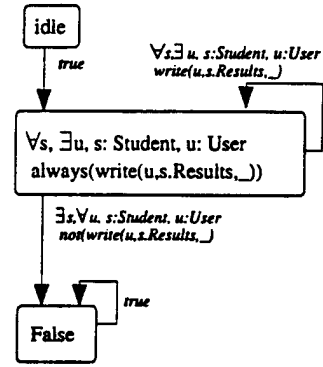 idle
true
∀s,∃ u, s:Student, u:User
write(u,s.Results,_)
∀s, ∃u, s: Student, u: User
always(write(u,s.Results,_))
∃s,∀u, s:Student, u:User
not(write(u,s.Results,_)
true
False